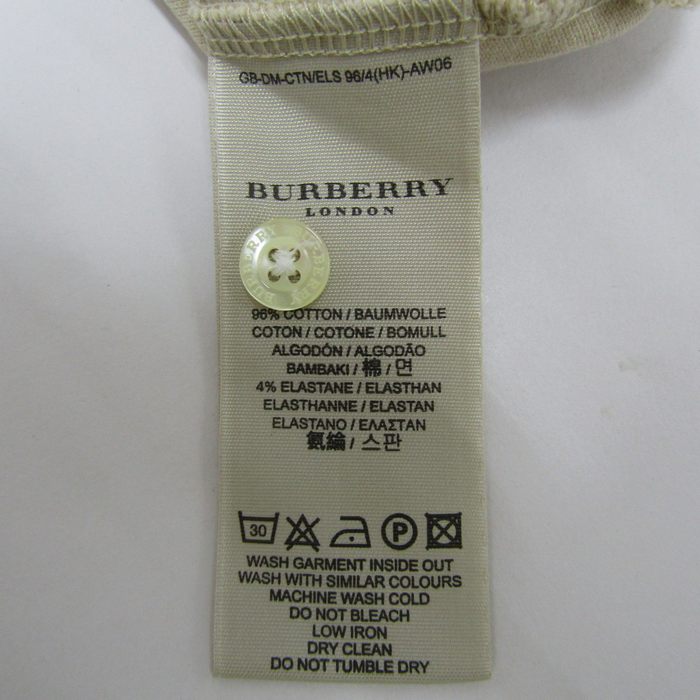 GB-DM-CTN/ELS 96/4(HK)-AW06
BURBERRY
LONDON
BURBERRY BURBERRY
96% COTTON / BAUMWOLLE
COTON / COTONE / BOMULL
ALGODÓN / ALGODÃO
BAMBAKI / 棉 / 면
4% ELASTANE / ELASTHAN
ELASTHANNE / ELASTAN
ELASTANO / ΕΛΑΣΤΑΝ
氨綸 / 스판
30 P
WASH GARMENT INSIDE OUT
WASH WITH SIMILAR COLOURS
MACHINE WASH COLD
DO NOT BLEACH
LOW IRON
DRY CLEAN
DO NOT TUMBLE DRY